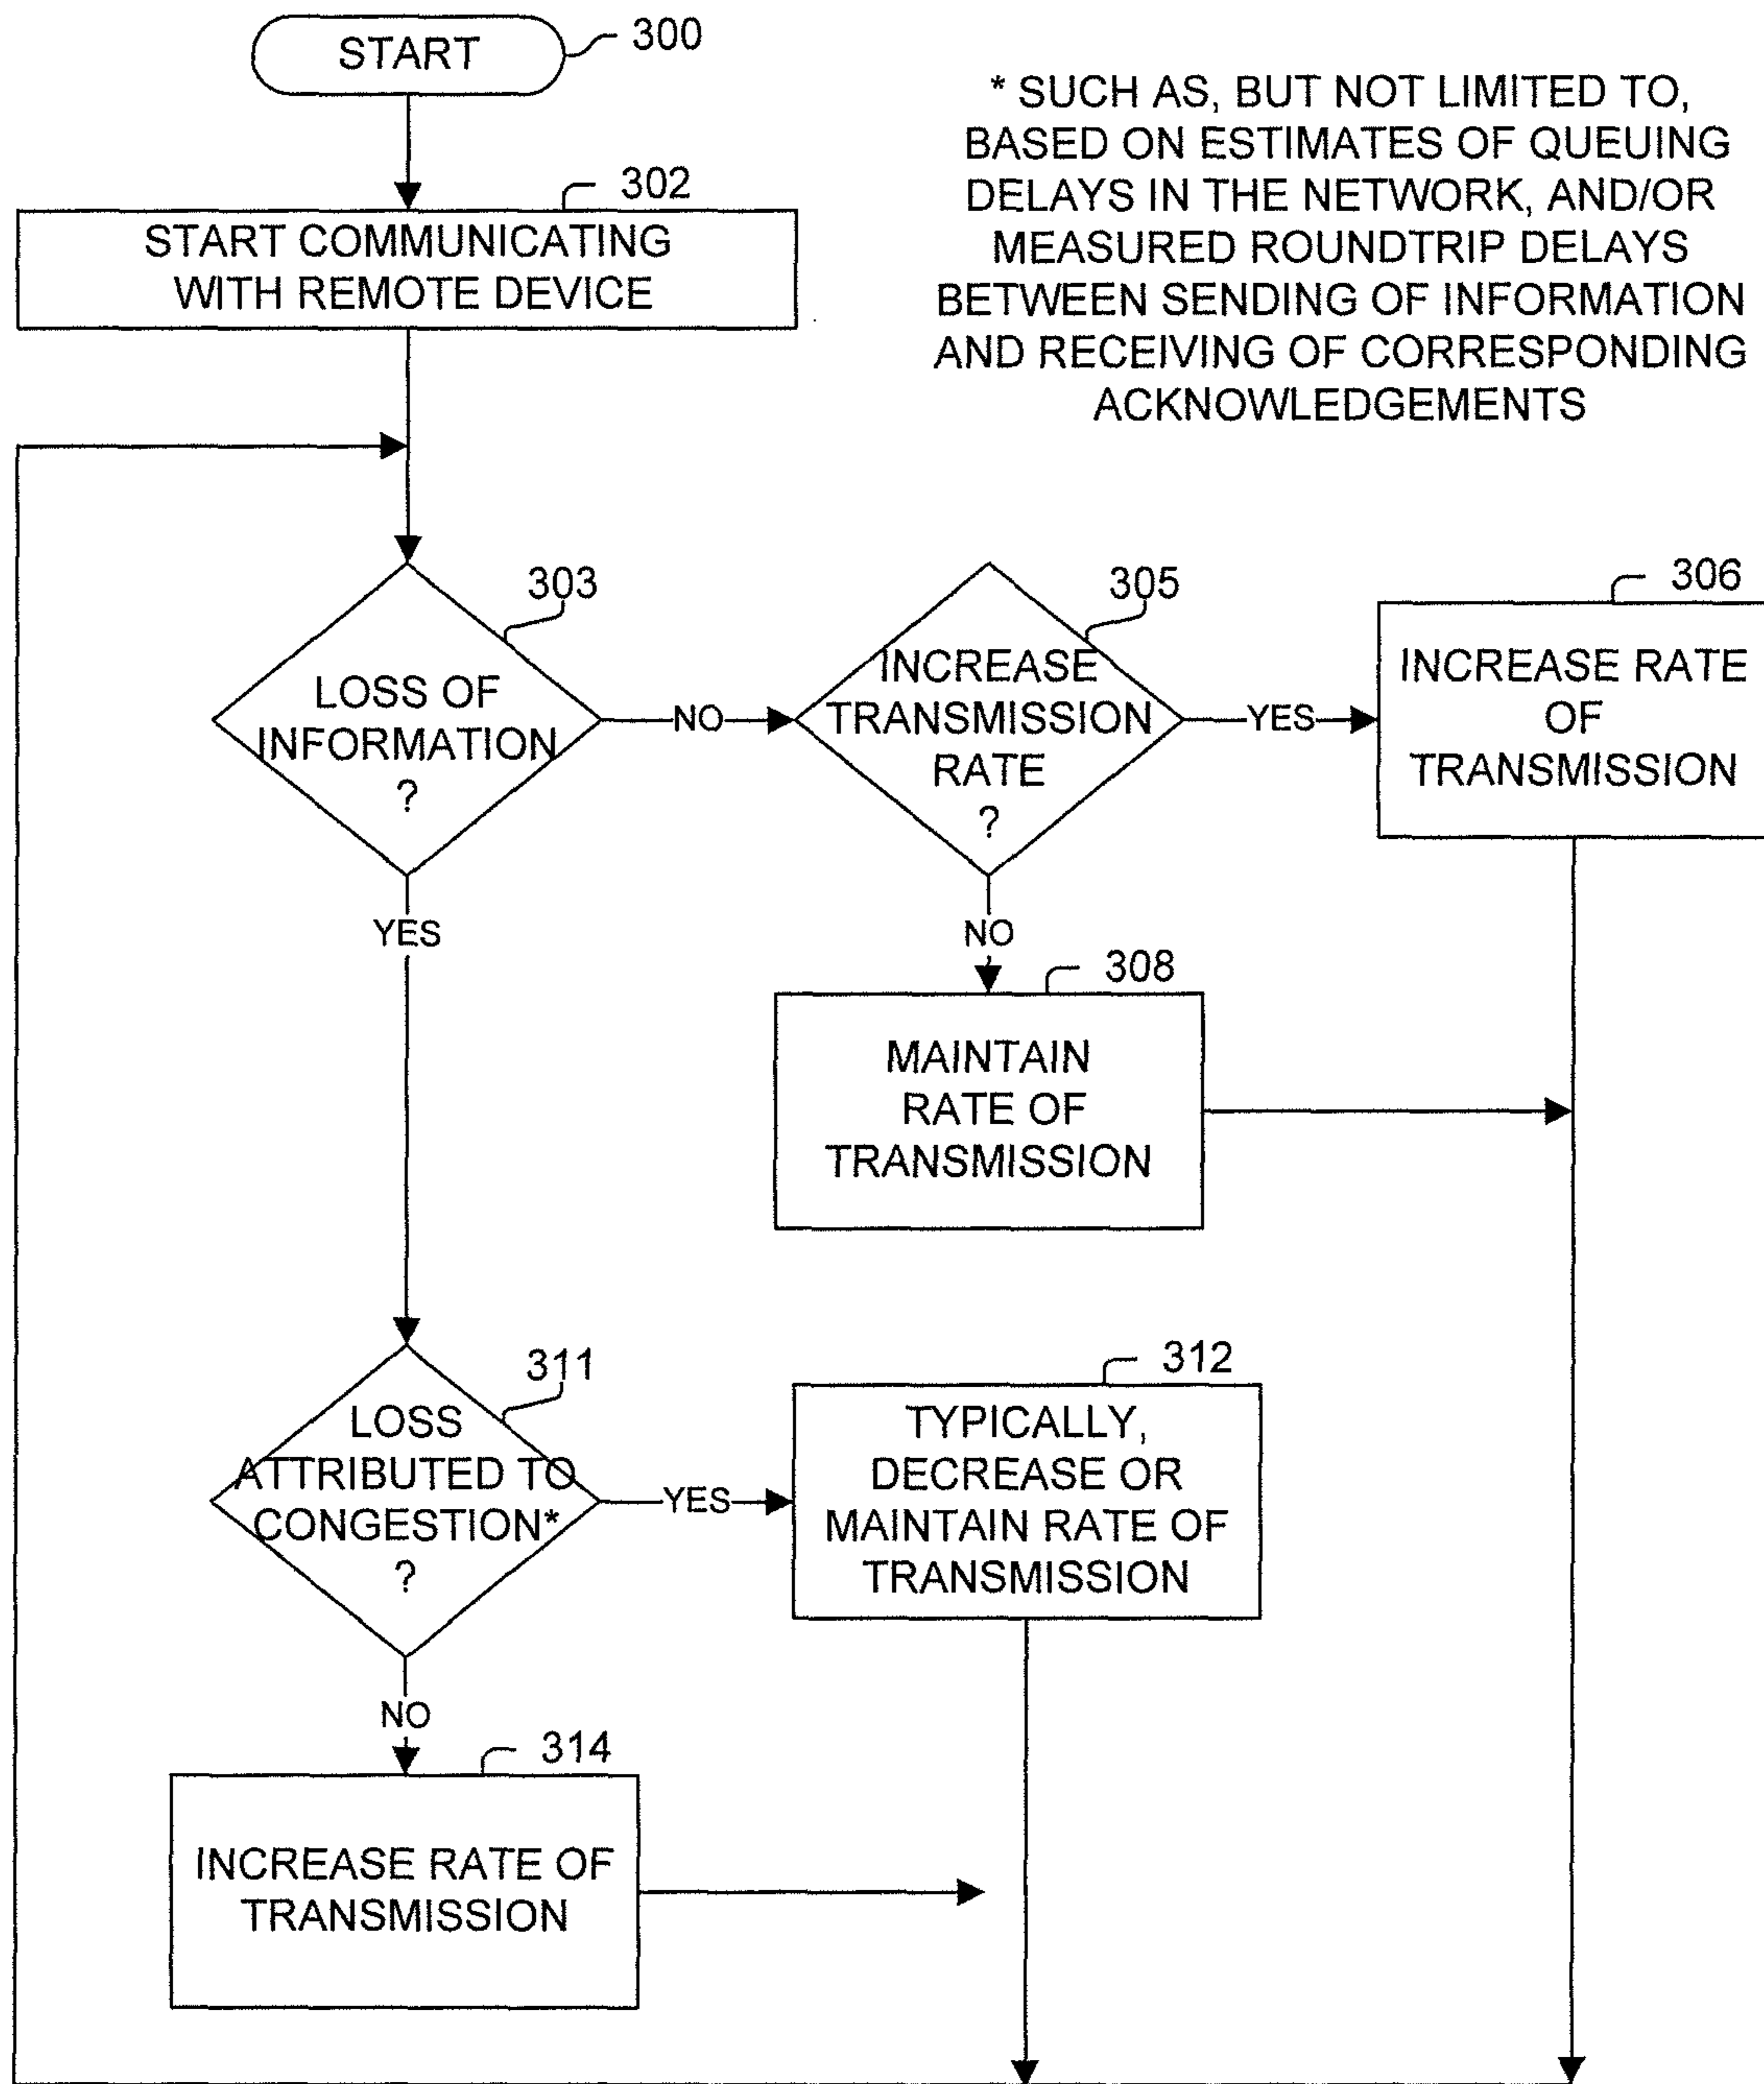 START
300
* SUCH AS, BUT NOT LIMITED TO,
BASED ON ESTIMATES OF QUEUING
DELAYS IN THE NETWORK, AND/OR
MEASURED ROUNDTRIP DELAYS
BETWEEN SENDING OF INFORMATION
AND RECEIVING OF CORRESPONDING
ACKNOWLEDGEMENTS
302
START COMMUNICATING
WITH REMOTE DEVICE
303
LOSS OF
INFORMATION
?
NO
305
INCREASE
TRANSMISSION
RATE
?
YES
306
INCREASE RATE
OF
TRANSMISSION
YES
NO
308
MAINTAIN
RATE OF
TRANSMISSION
311
LOSS
ATTRIBUTED TO
CONGESTION*
?
YES
312
TYPICALLY,
DECREASE OR
MAINTAIN RATE OF
TRANSMISSION
NO
314
INCREASE RATE OF
TRANSMISSION